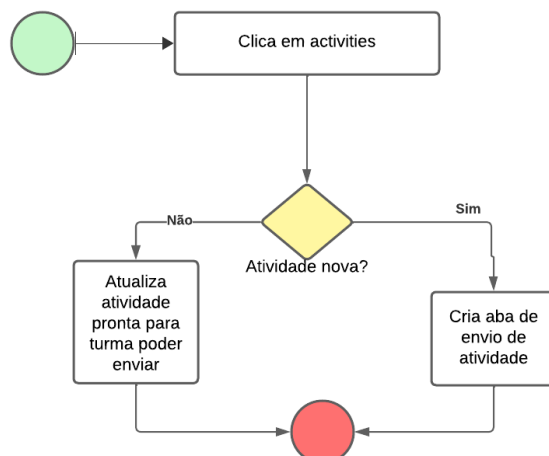 Clica em activities
Sim
Não
Atividade nova?
Atualiza
atividade
pronta para
turma poder
enviar
Cria aba de
envio de
atividade